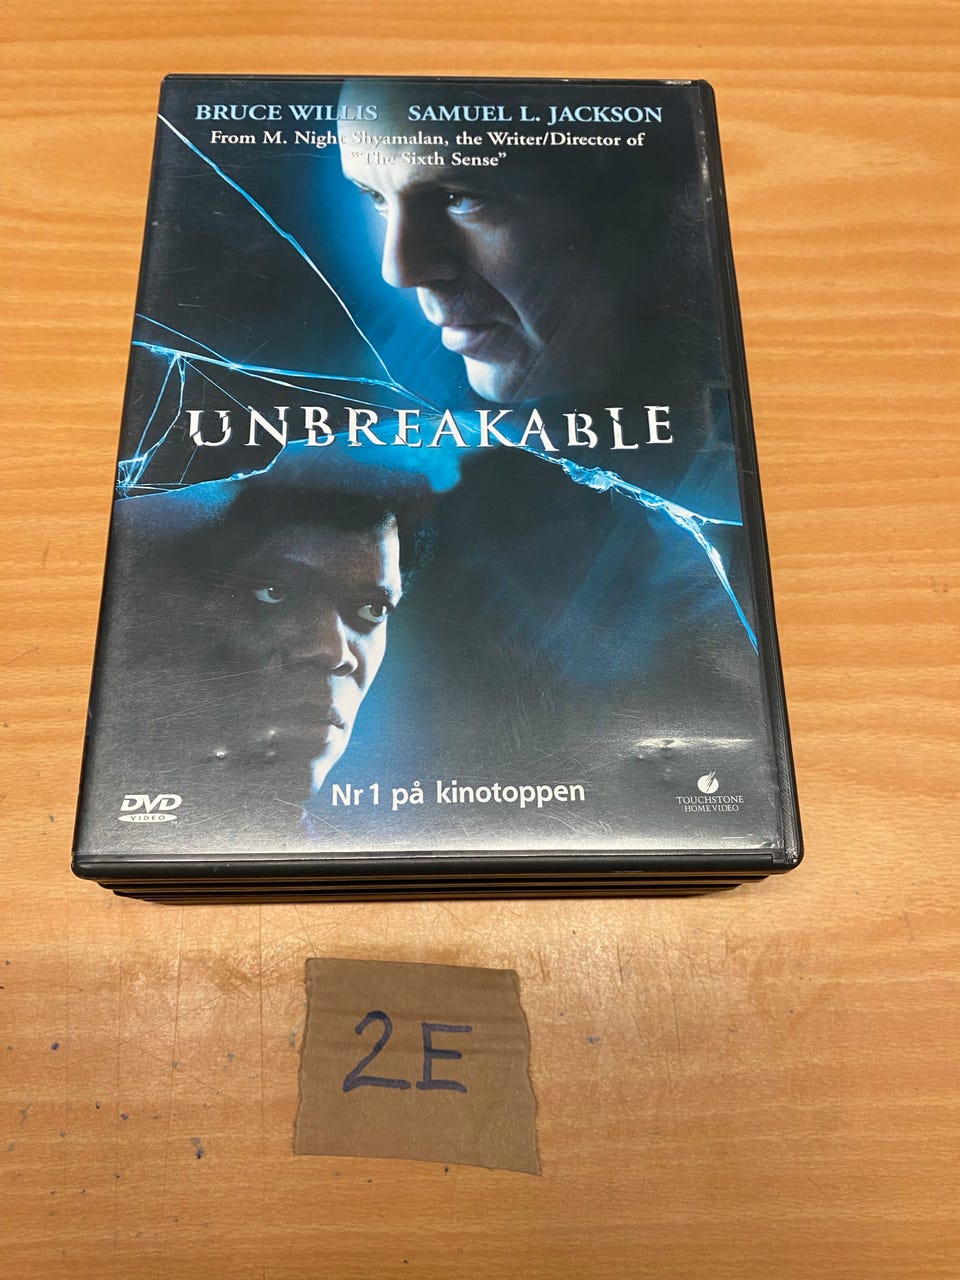 BRUCE WILLIS SAMUEL L. JACKSON
From M. Night Shyamalan, the Writer/Director of
"The Sixth Sense"
UNBREAKABLE
Nr 1 på kinotoppen
DVD
VIDEO
TOUCHSTONE
HOME VIDEO
2E